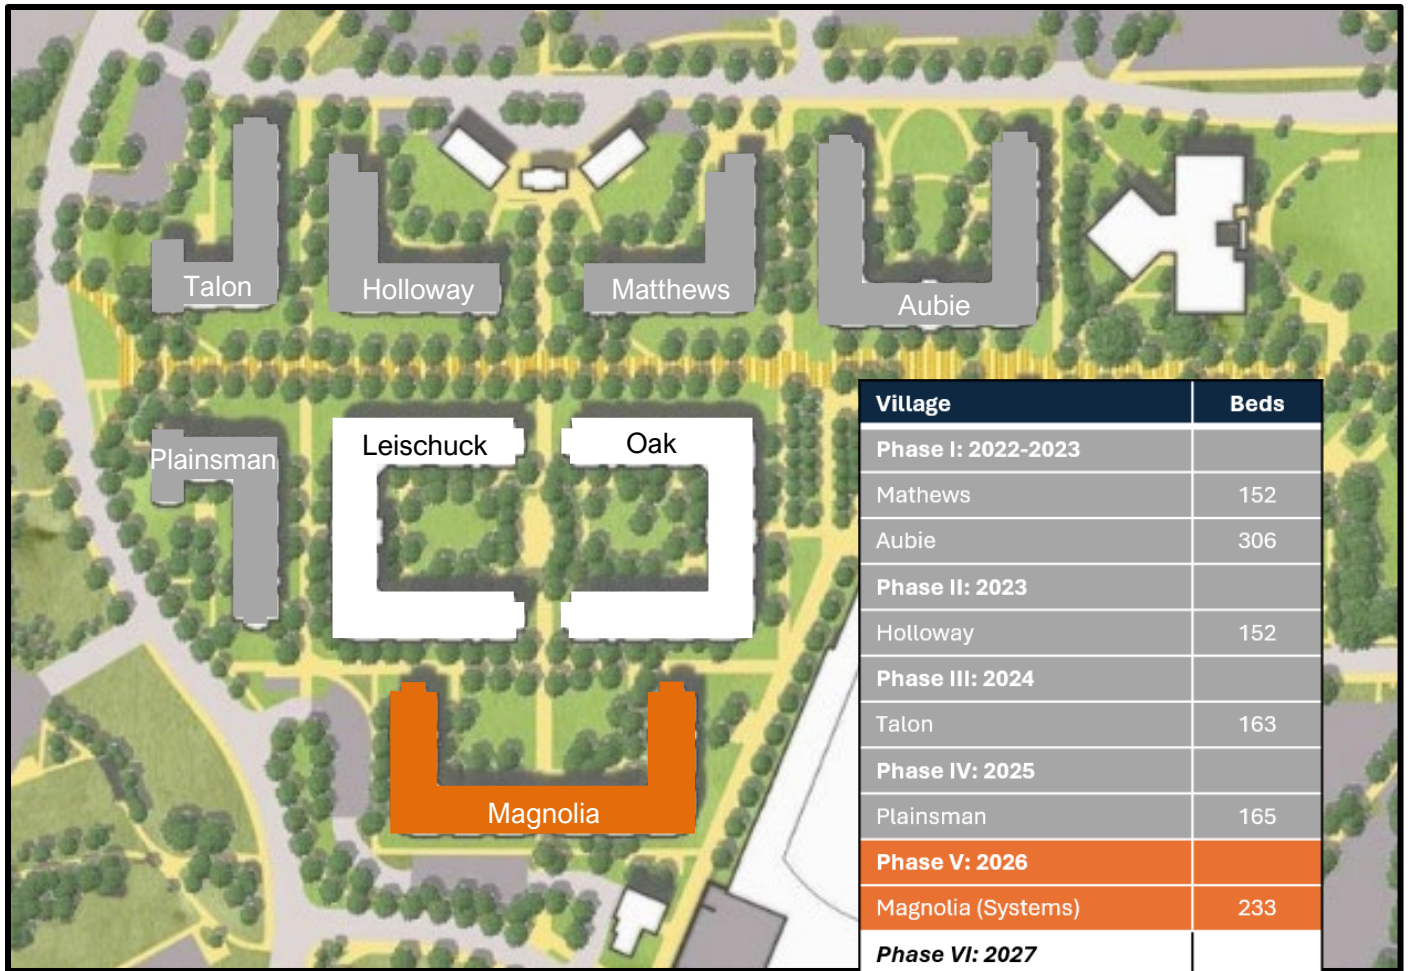 Talon
Holloway
Matthews
Aubie
Plainsman
Leischuck
Oak
Magnolia
Village Beds
Phase I: 2022-2023
Mathews 152
Aubie 306
Phase II: 2023
Holloway 152
Phase III: 2024
Talon 163
Phase IV: 2025
Plainsman 165
Phase V: 2026
Magnolia (Systems) 233
Phase VI: 2027